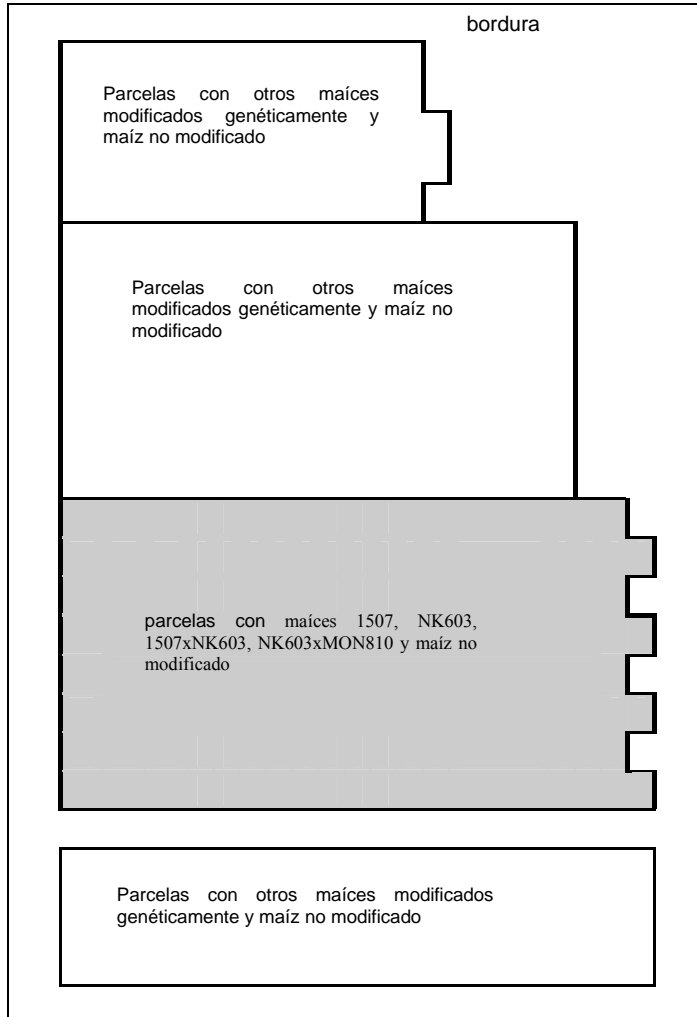 bordura
Parcelas con otros maíces
modificados genéticamente y
maíz no modificado
Parcelas con otros maíces
modificados genéticamente y maíz no
modificado
parcelas con maíces 1507, NK603,
1507xNK603, NK603xMON810 y maíz no
modificado
Parcelas con otros maíces modificados
genéticamente y maíz no modificado